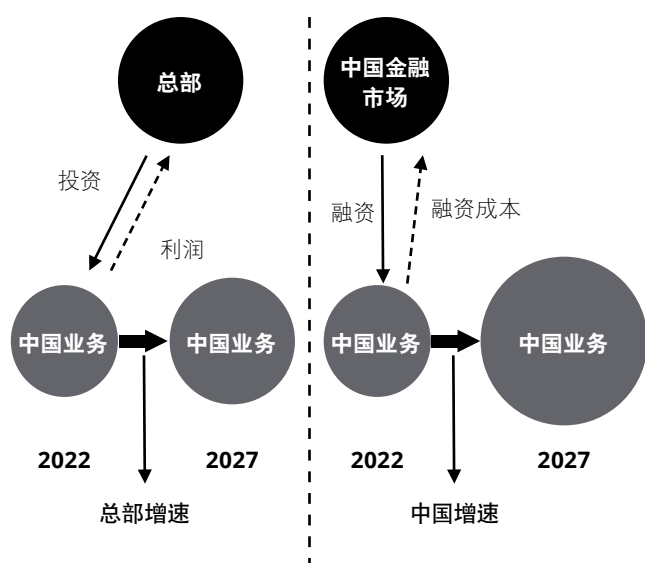 总部
投资
利润
中国业务
中国业务
2022
2027
总部增速
中国金融
市场
融资
融资成本
中国业务
中国业务
2022
2027
中国增速